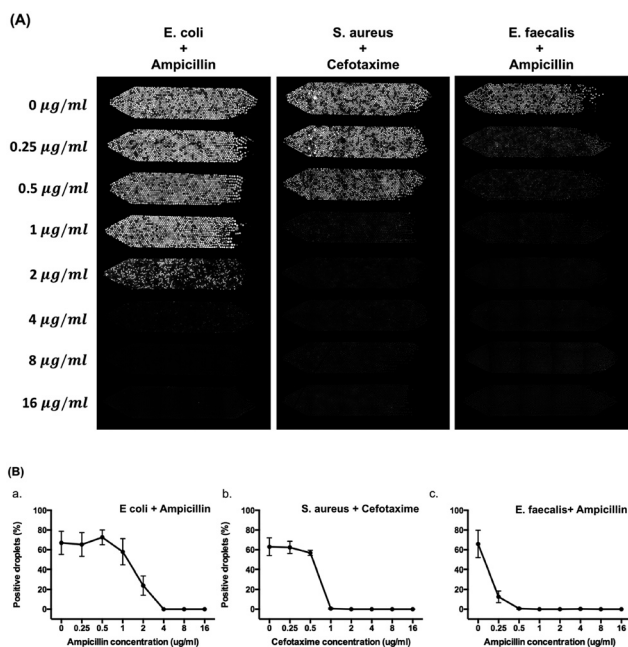 (A)
E. coli + Ampicillin
S. aureus + Cefotaxime
E. faecalis + Ampicillin
0 µg/ml
0.25 µg/ml
0.5 µg/ml
1 µg/ml
2 µg/ml
4 µg/ml
8 µg/ml
16 µg/ml
(B)
a.
E coli + Ampicillin
Positive droplets (%)
100
80
60
40
20
0
0 0.25 0.5 1 2 4 8 16
Ampicillin concentration (ug/ml)
b.
S. aureus + Cefotaxime
Positive droplets (%)
100
80
60
40
20
0
0 0.25 0.5 1 2 4 8 16
Cefotaxime concentration (ug/ml)
c.
E. faecalis+ Ampicillin
Positive droplets (%)
100
80
60
40
20
0
0 0.25 0.5 1 2 4 8 16
Ampicillin concentration (ug/ml)